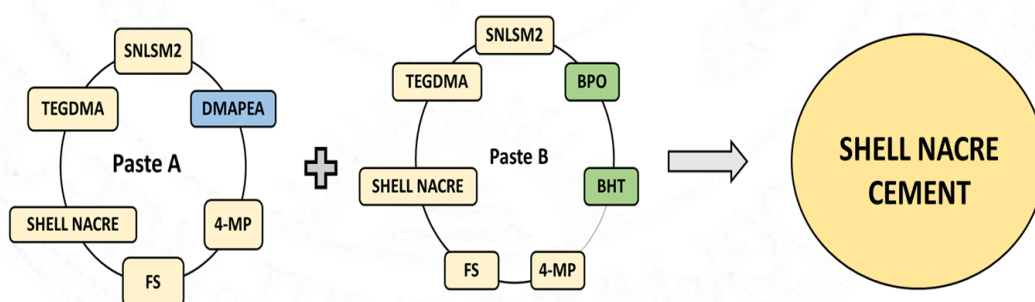 SNLSM2
TEGDMA
DMAPEA
Paste A
SHELL NACRE
4-MP
FS
SNLSM2
TEGDMA
BPO
Paste B
SHELL NACRE
BHT
FS
4-MP
SHELL NACRE
CEMENT